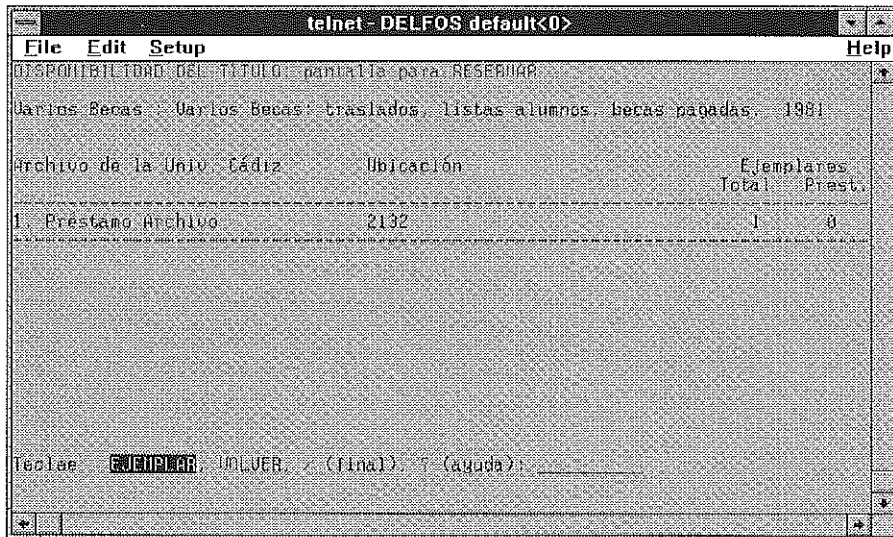 telnet - DELFOS default<0>
File Edit Setup Help
DISPONIBILIDAD DEL TITULO: pantalla para RESERVAR
Varios Becas : Varios Becas: traslados, listas alumnos, becas pagadas, 1981
Archivo de la Univ. Cádiz Ubicación Ejemplares
Total Prest.
1. Préstamo Archivo 2132 1 0
Teclee EJEMPLAR, VOLVER, / (final), ? (ayuda):